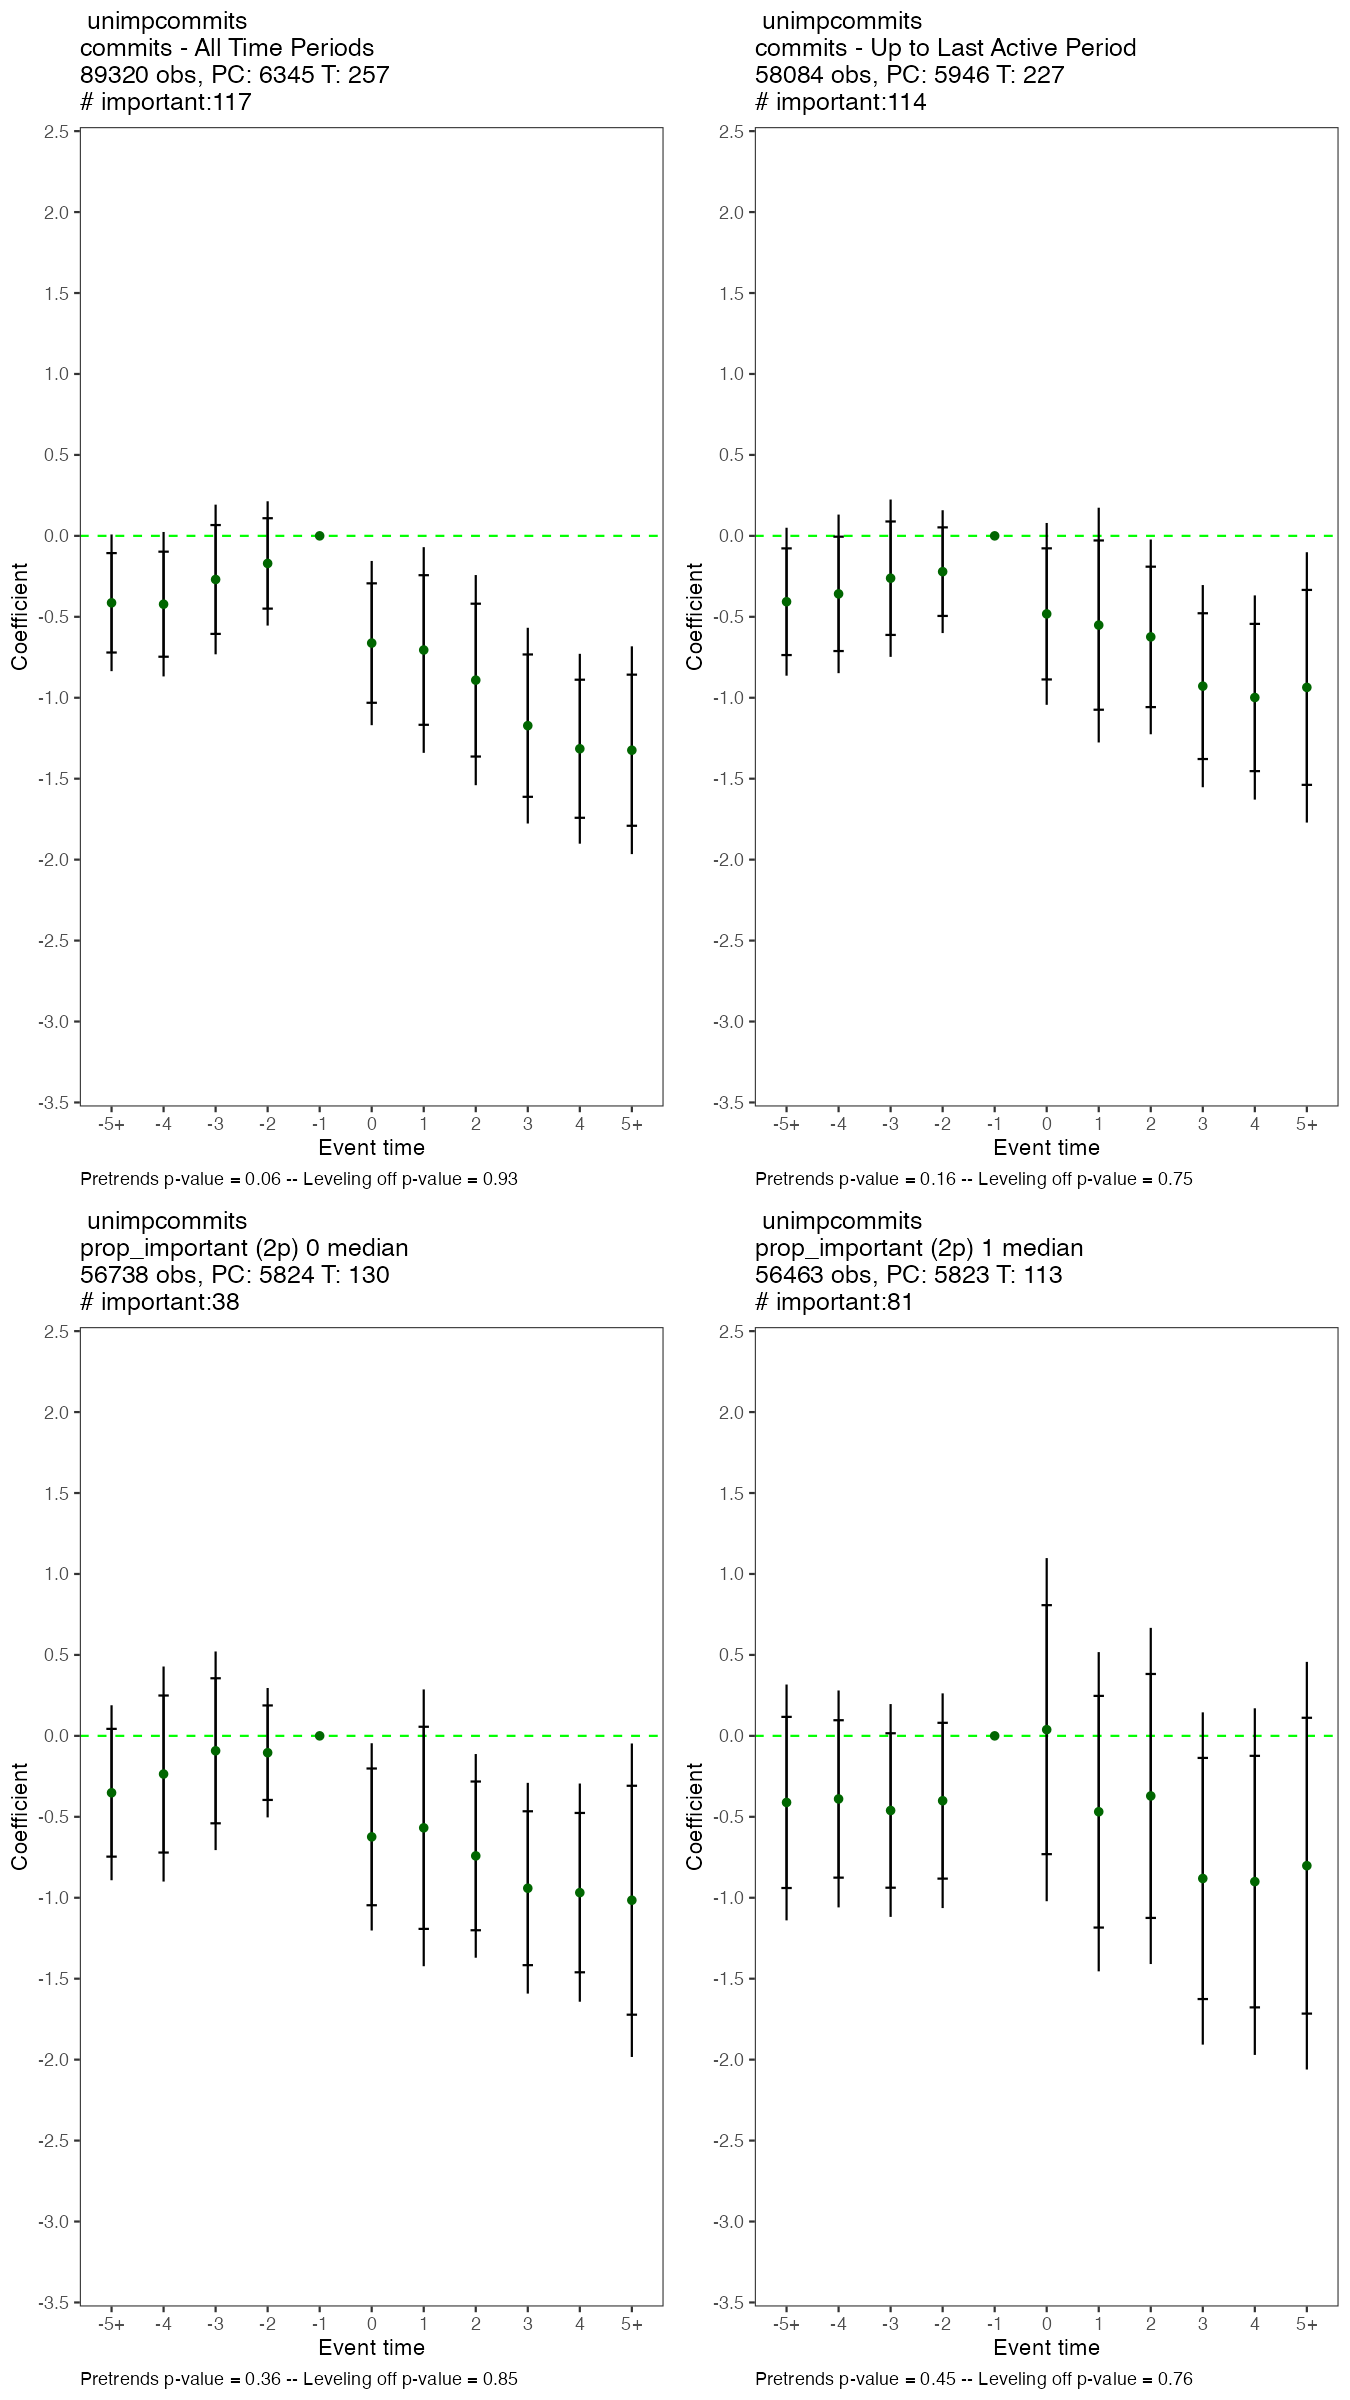 unimpcommits
commits - All Time Periods
89320 obs, PC: 6345 T: 257
# important:117
2.5
2.0
1.5
1.0
0.5
0.0
-0.5
-1.0
-1.5
-2.0
-2.5
-3.0
-3.5
Coefficient
-5+ -4 -3 -2 -1 0 1 2 3 4 5+
Event time
Pretrends p-value = 0.06 -- Leveling off p-value = 0.93
unimpcommits
commits - Up to Last Active Period
58084 obs, PC: 5946 T: 227
# important:114
2.5
2.0
1.5
1.0
0.5
0.0
-0.5
-1.0
-1.5
-2.0
-2.5
-3.0
-3.5
Coefficient
-5+ -4 -3 -2 -1 0 1 2 3 4 5+
Event time
Pretrends p-value = 0.16 -- Leveling off p-value = 0.75
unimpcommits
prop_important (2p) 0 median
56738 obs, PC: 5824 T: 130
# important:38
2.5
2.0
1.5
1.0
0.5
0.0
-0.5
-1.0
-1.5
-2.0
-2.5
-3.0
-3.5
Coefficient
-5+ -4 -3 -2 -1 0 1 2 3 4 5+
Event time
Pretrends p-value = 0.36 -- Leveling off p-value = 0.85
unimpcommits
prop_important (2p) 1 median
56463 obs, PC: 5823 T: 113
# important:81
2.5
2.0
1.5
1.0
0.5
0.0
-0.5
-1.0
-1.5
-2.0
-2.5
-3.0
-3.5
Coefficient
-5+ -4 -3 -2 -1 0 1 2 3 4 5+
Event time
Pretrends p-value = 0.45 -- Leveling off p-value = 0.76